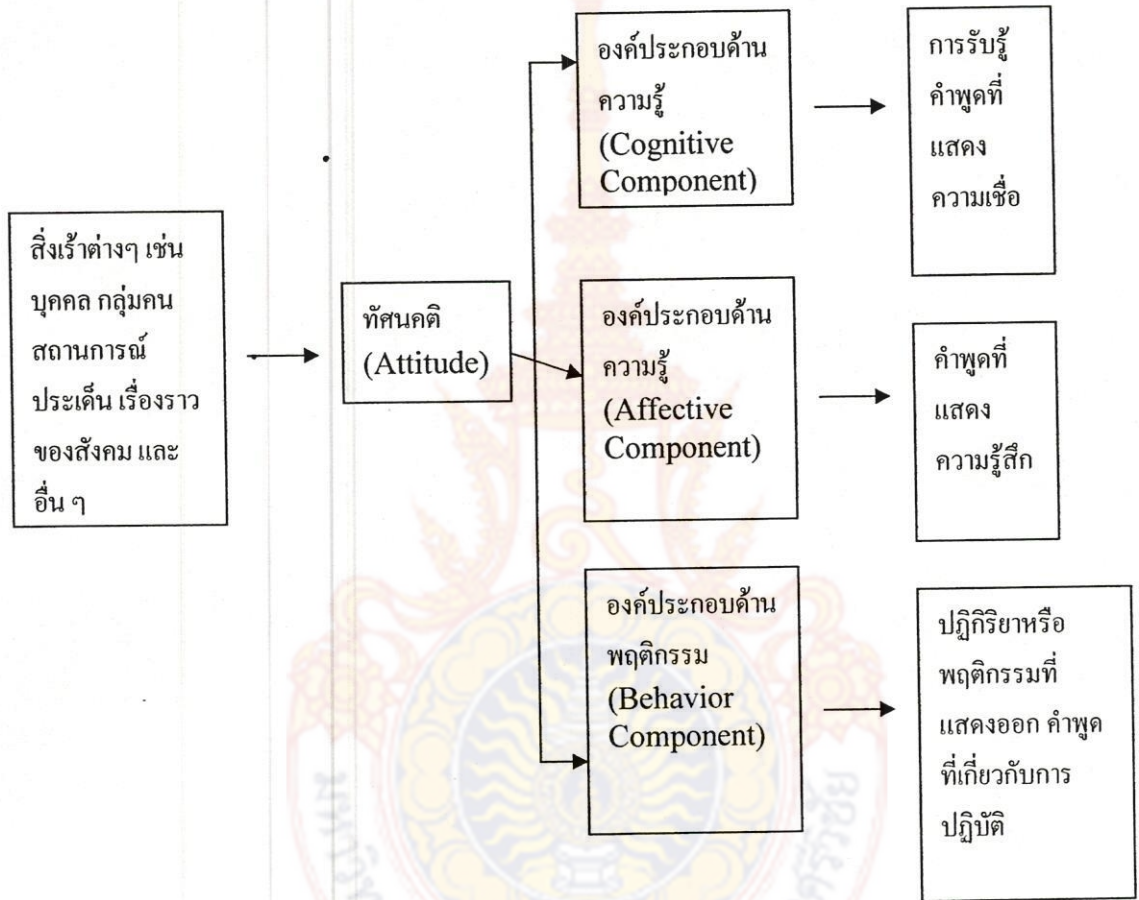 สิ่งเร้าต่างๆ เช่น
บุคคล กลุ่มคน
สถานการณ์
ประเด็น เรื่องราว
ของสังคม และ
อื่น ๆ
ทัศนคติ
(Attitude)
องค์ประกอบด้าน
ความรู้
(Cognitive
Component)
การรับรู้
คำพูดที่
แสดง
ความเชื่อ
องค์ประกอบด้าน
ความรู้
(Affective
Component)
คำพูดที่
แสดง
ความรู้สึก
องค์ประกอบด้าน
พฤติกรรม
(Behavior
Component)
ปฏิกิริยาหรือ
พฤติกรรมที่
แสดงออก คำพูด
ที่เกี่ยวกับการ
ปฏิบัติ